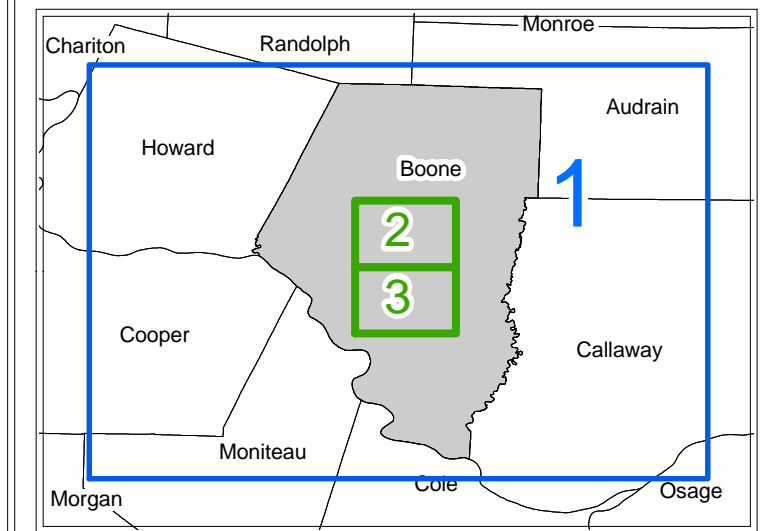 Monroe
Chariton
Randolph
Audrain
Howard
Boone
1
2
3
Cooper
Callaway
Moniteau
Cole
Osage
Morgan